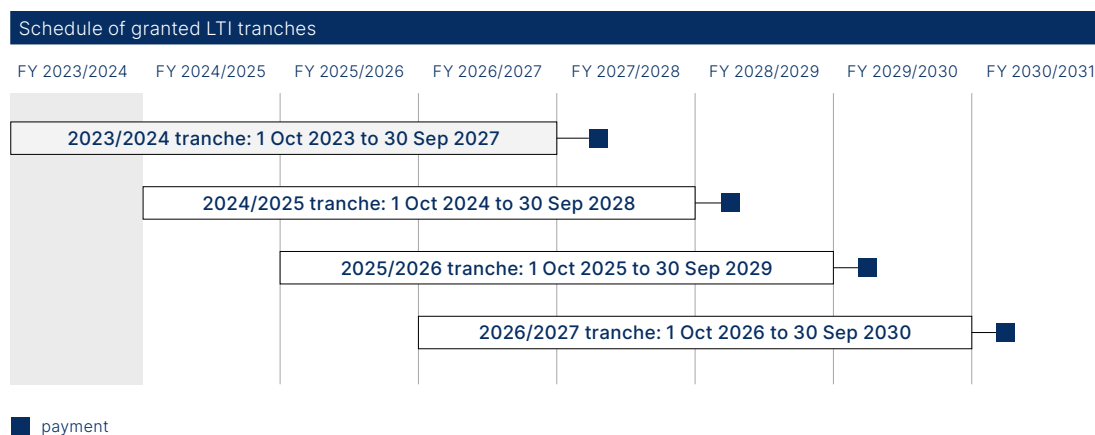 Schedule of granted LTI tranches
FY 2023/2024 FY 2024/2025 FY 2025/2026 FY 2026/2027 FY 2027/2028 FY 2028/2029 FY 2029/2030 FY 2030/2031
2023/2024 tranche: 1 Oct 2023 to 30 Sep 2027
2024/2025 tranche: 1 Oct 2024 to 30 Sep 2028
2025/2026 tranche: 1 Oct 2025 to 30 Sep 2029
2026/2027 tranche: 1 Oct 2026 to 30 Sep 2030
payment